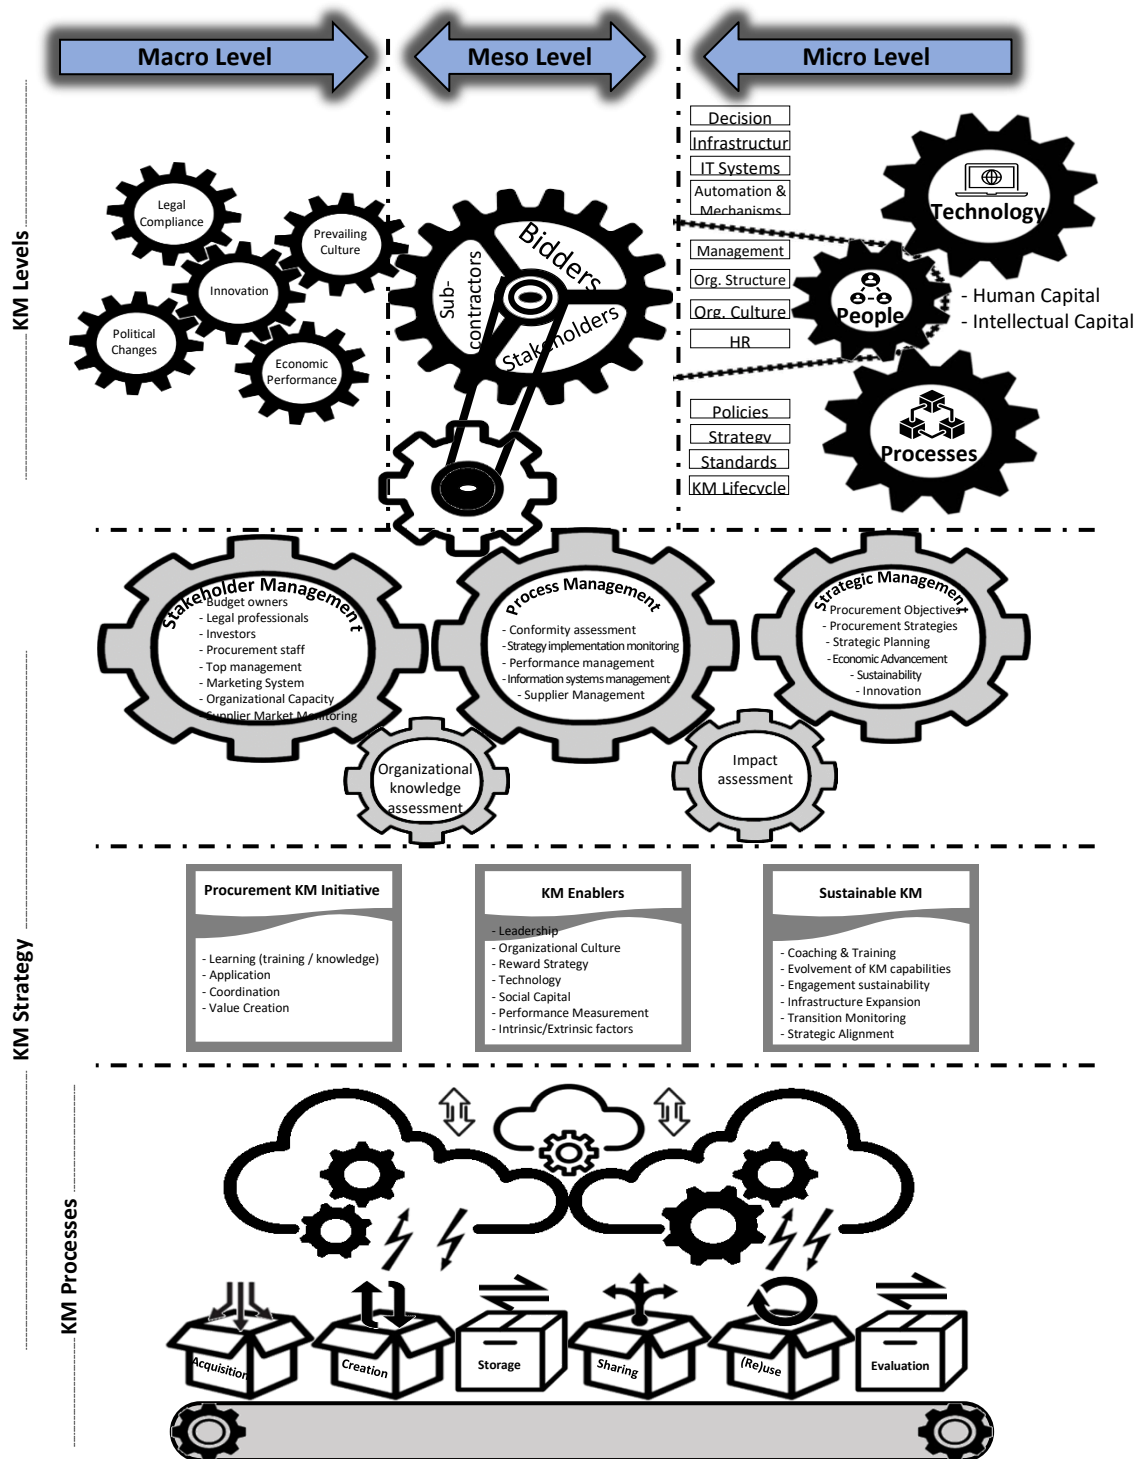 Macro Level
Meso Level
Micro Level
KM Levels
Legal
Compliance
Prevailing
Culture
Innovation
Political
Changes
Economic
Performance
Bidders
Sub-
contractors
Stakeholders
Decision
Infrastructur
IT Systems
Automation &
Mechanisms
Management
Org. Structure
Org. Culture
HR
Policies
Strategy
Standards
KM Lifecycle
Technology
People
- Human Capital
- Intellectual Capital
Processes
KM Strategy
Stakeholder Management
- Budget owners
- Legal professionals
- Investors
- Procurement staff
- Top management
- Marketing System
- Organizational Capacity
- Supplier Market Monitoring
Process Management
- Conformity assessment
- Strategy implementation monitoring
- Performance management
- Information systems management
- Supplier Management
Strategic Management
- Procurement Objectives
- Procurement Strategies
- Strategic Planning
- Economic Advancement
- Sustainability
- Innovation
Organizational
knowledge
assessment
Impact
assessment
Procurement KM Initiative
- Learning (training / knowledge)
- Application
- Coordination
- Value Creation
KM Enablers
- Leadership
- Organizational Culture
- Reward Strategy
- Technology
- Social Capital
- Performance Measurement
- Intrinsic/Extrinsic factors
Sustainable KM
- Coaching & Training
- Evolvement of KM capabilities
- Engagement sustainability
- Infrastructure Expansion
- Transition Monitoring
- Strategic Alignment
KM Processes
Acquisition
Creation
Storage
Sharing
(Re)use
Evaluation